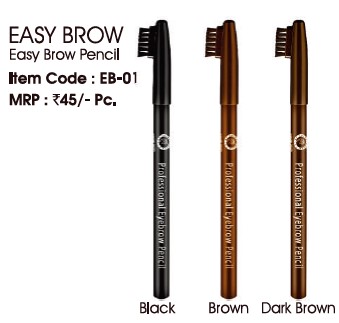 EASY BROW
Easy Brow Pencil
Item Code : EB-01
MRP : ₹45/- Pc.
Professional Eyebrow Pencil
Professional Eyebrow Pencil
Professional Eyebrow Pencil
Black
Brown
Dark Brown